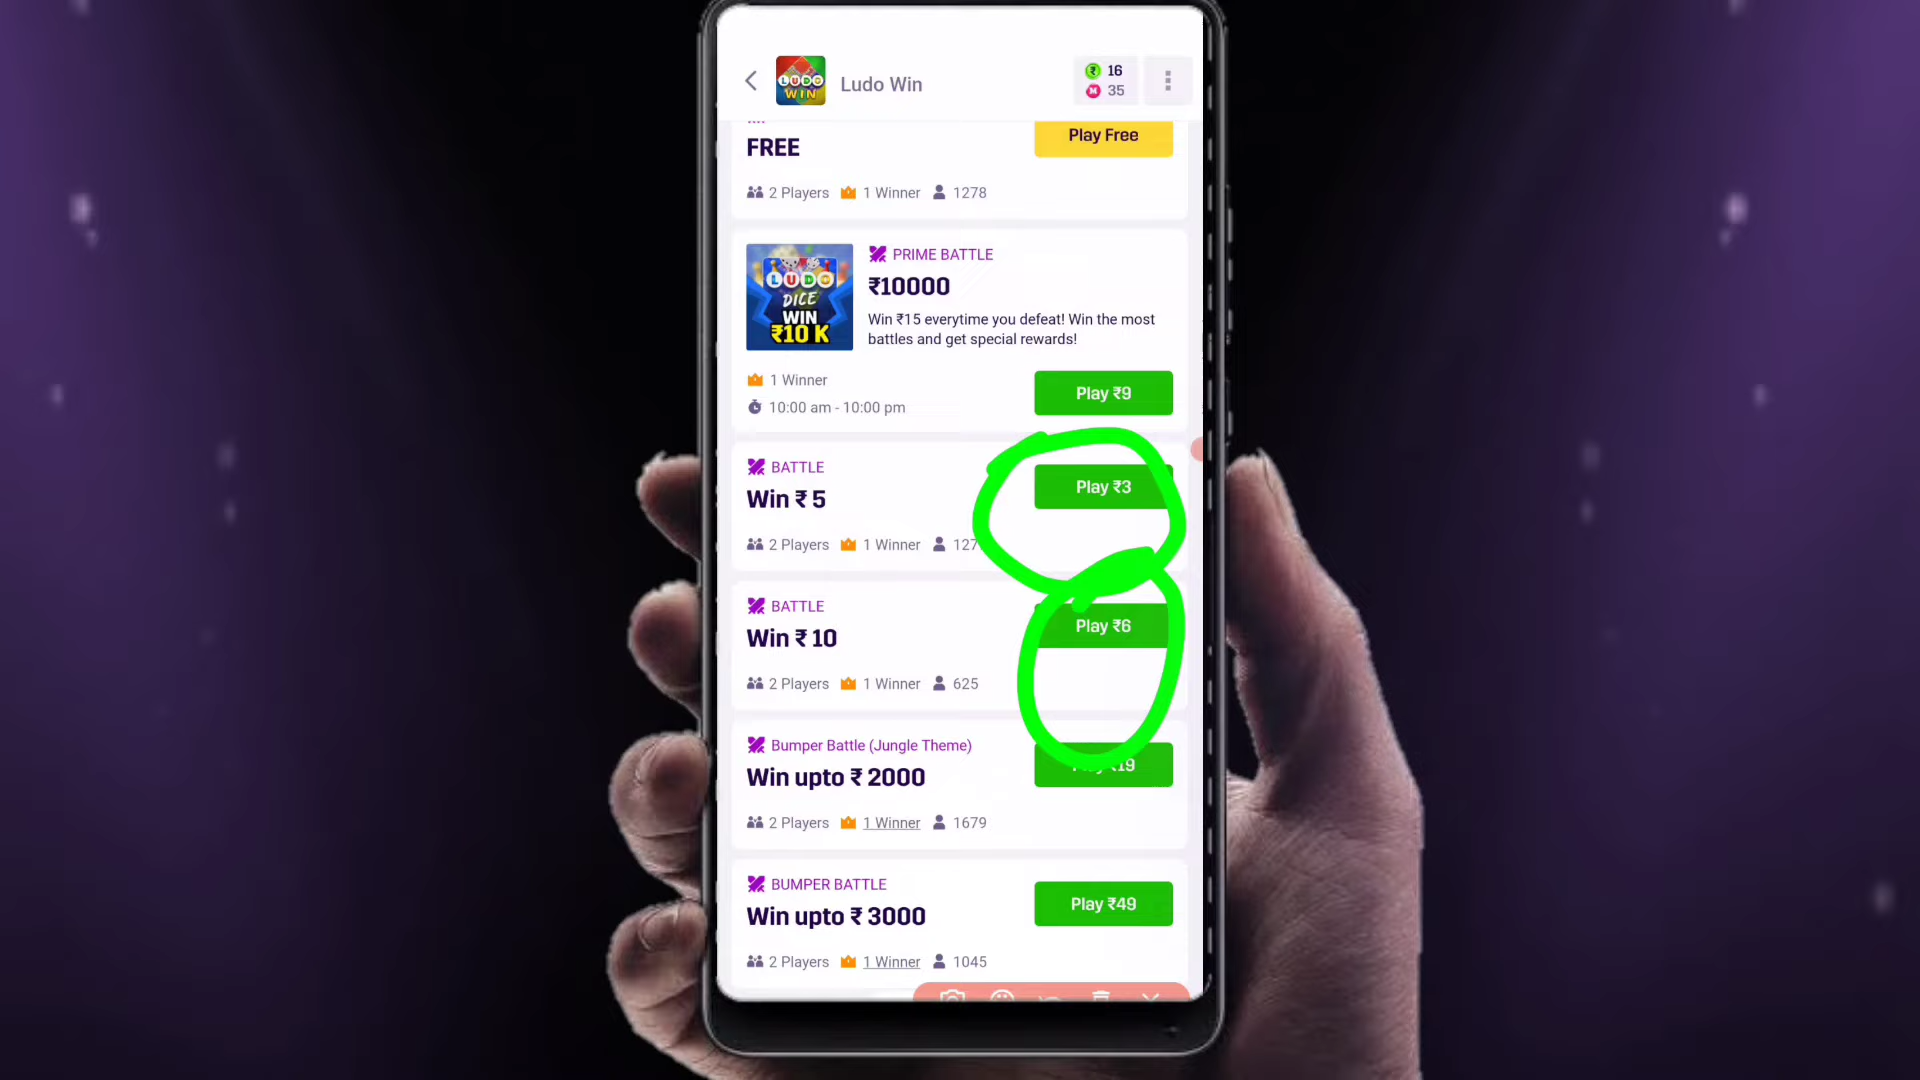 LUDO
WIN
Ludo Win
₹ 16
M 35
FREE
Play Free
2 Players 1 Winner 1278
LUDO
DICE
WIN
₹10 K
PRIME BATTLE
₹10000
Win ₹15 everytime you defeat! Win the most
battles and get special rewards!
1 Winner
10:00 am - 10:00 pm
Play ₹9
BATTLE
Win ₹ 5
Play ₹3
2 Players 1 Winner
BATTLE
Win ₹ 10
Play ₹6
2 Players 1 Winner 625
Bumper Battle (Jungle Theme)
Win upto ₹ 2000
Play ₹19
2 Players 1 Winner 1679
BUMPER BATTLE
Win upto ₹ 3000
Play ₹49
2 Players 1 Winner 1045